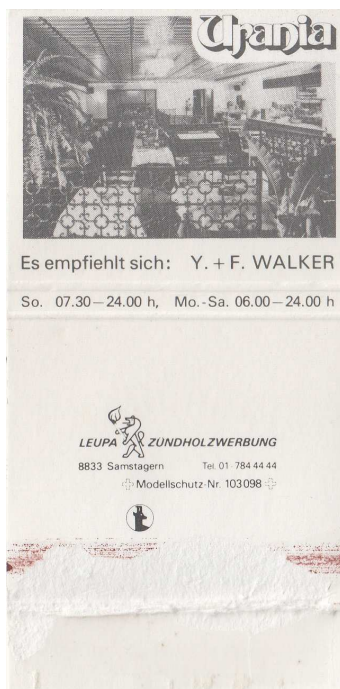 Urania
Es empfiehlt sich: Y. + F. WALKER
So. 07.30 – 24.00 h, Mo.-Sa. 06.00 – 24.00 h
LEUPA ZÜNDHOLZWERBUNG
8833 Samstagern Tel. 01 - 784 44 44
Modellschutz-Nr. 103098